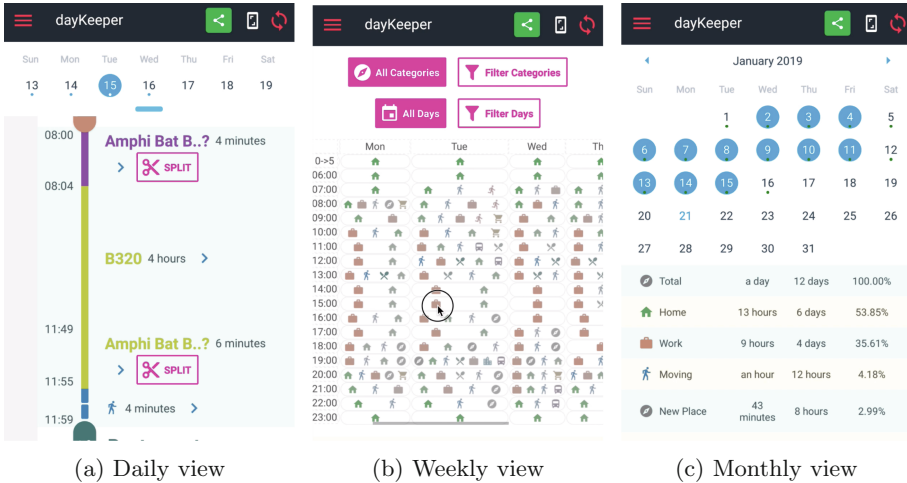 dayKeeper
Sun Mon Tue Wed Thu Fri Sat
13 14 15 16 17 18 19
08:00 Amphi Bat B..? 4 minutes
SPLIT
08:04
B320 4 hours
11:49
Amphi Bat B..? 6 minutes
SPLIT
11:55
4 minutes
11:59
(a) Daily view
dayKeeper
All Categories Filter Categories
All Days Filter Days
Mon Tue Wed Th
0->5
06:00
07:00
08:00
09:00
10:00
11:00
12:00
13:00
14:00
15:00
16:00
17:00
18:00
19:00
20:00
21:00
22:00
23:00
(b) Weekly view
dayKeeper
January 2019
Sun Mon Tue Wed Thu Fri Sat
1 2 3 4 5
6 7 8 9 10 11 12
13 14 15 16 17 18 19
20 21 22 23 24 25 26
27 28 29 30 31
Total a day 12 days 100.00%
Home 13 hours 6 days 53.85%
Work 9 hours 4 days 35.61%
Moving an hour 12 hours 4.18%
New Place 43 minutes 8 hours 2.99%
(c) Monthly view